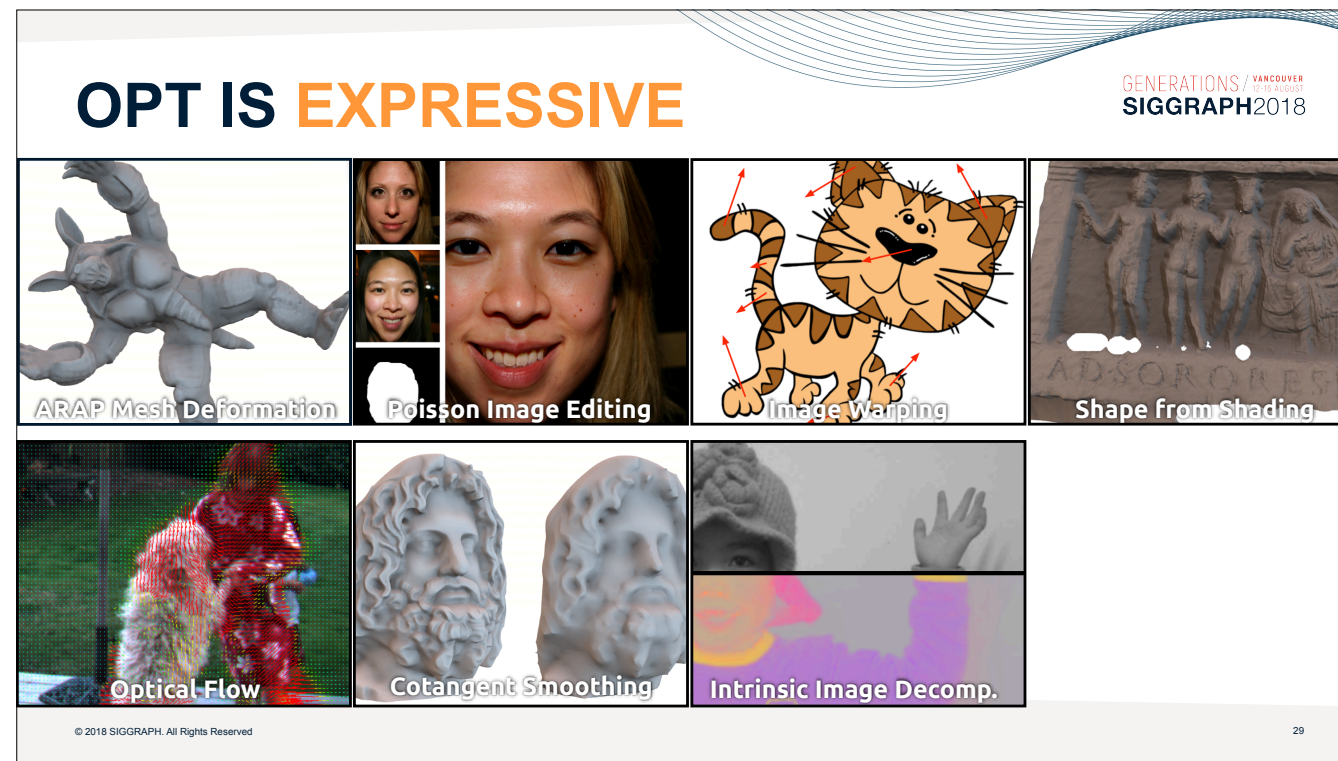 OPT IS EXPRESSIVE
GENERATIONS / VANCOUVER
12-16 AUGUST
SIGGRAPH2018
ARAP Mesh Deformation
Poisson Image Editing
Image Warping
Shape from Shading
Optical Flow
Cotangent Smoothing
Intrinsic Image Decomp.
© 2018 SIGGRAPH. All Rights Reserved
29